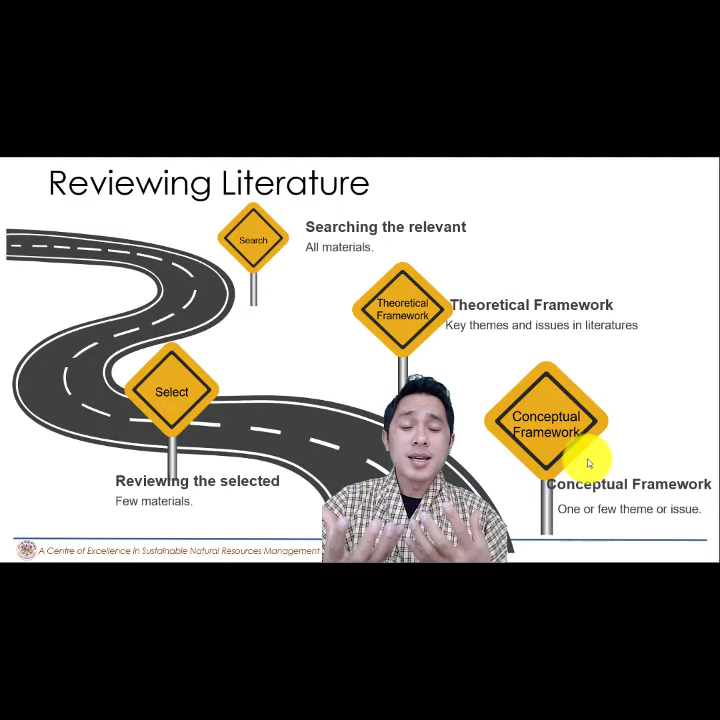 Reviewing Literature
Search
Searching the relevant
All materials.
Theoretical
Framework
Theoretical Framework
Key themes and issues in literatures
Select
Reviewing the selected
Few materials.
Conceptual
Framework
Conceptual Framework
One or few theme or issue.
A Centre of Excellence In Sustainable Natural Resources Management